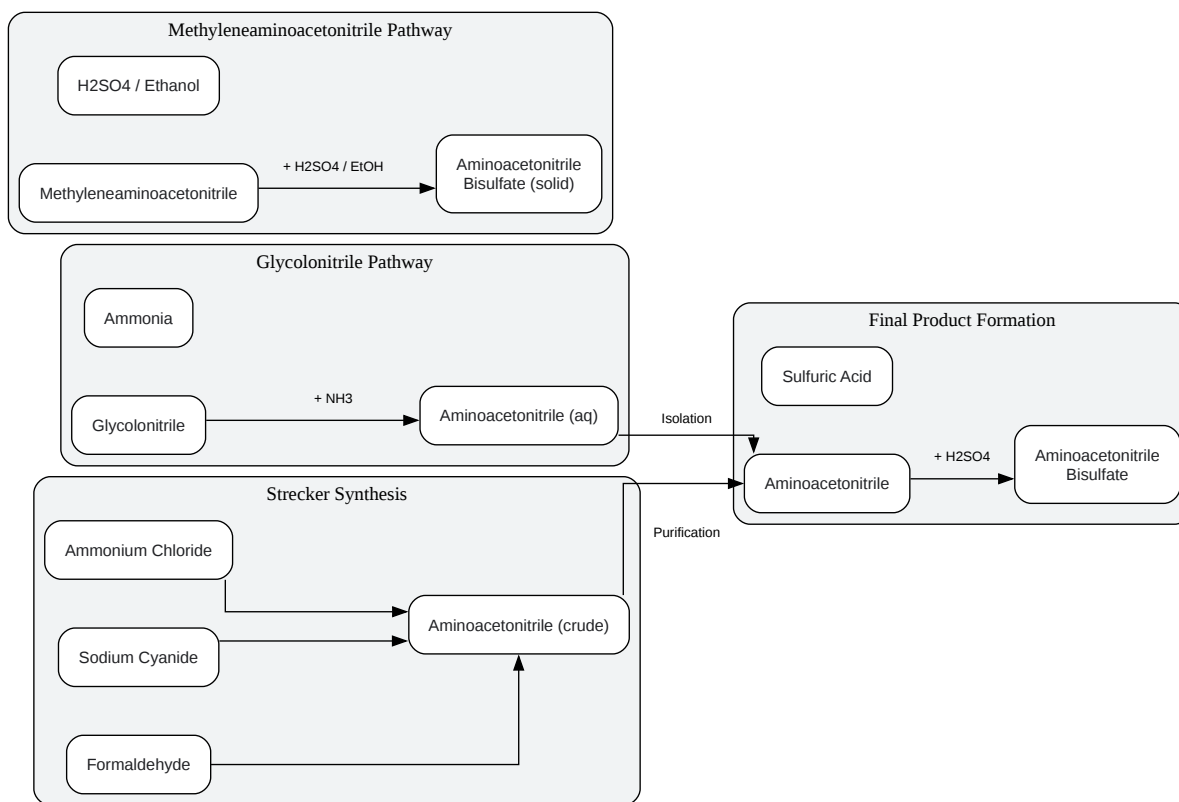 Methyleneaminoacetonitrile Pathway
H2SO4 / Ethanol
Methyleneaminoacetonitrile
+ H2SO4 / EtOH
Aminoacetonitrile
Bisulfate (solid)
Glycolonitrile Pathway
Ammonia
Glycolonitrile
+ NH3
Aminoacetonitrile (aq)
Isolation
Strecker Synthesis
Ammonium Chloride
Sodium Cyanide
Formaldehyde
Aminoacetonitrile (crude)
Purification
Final Product Formation
Sulfuric Acid
Aminoacetonitrile
+ H2SO4
Aminoacetonitrile
Bisulfate